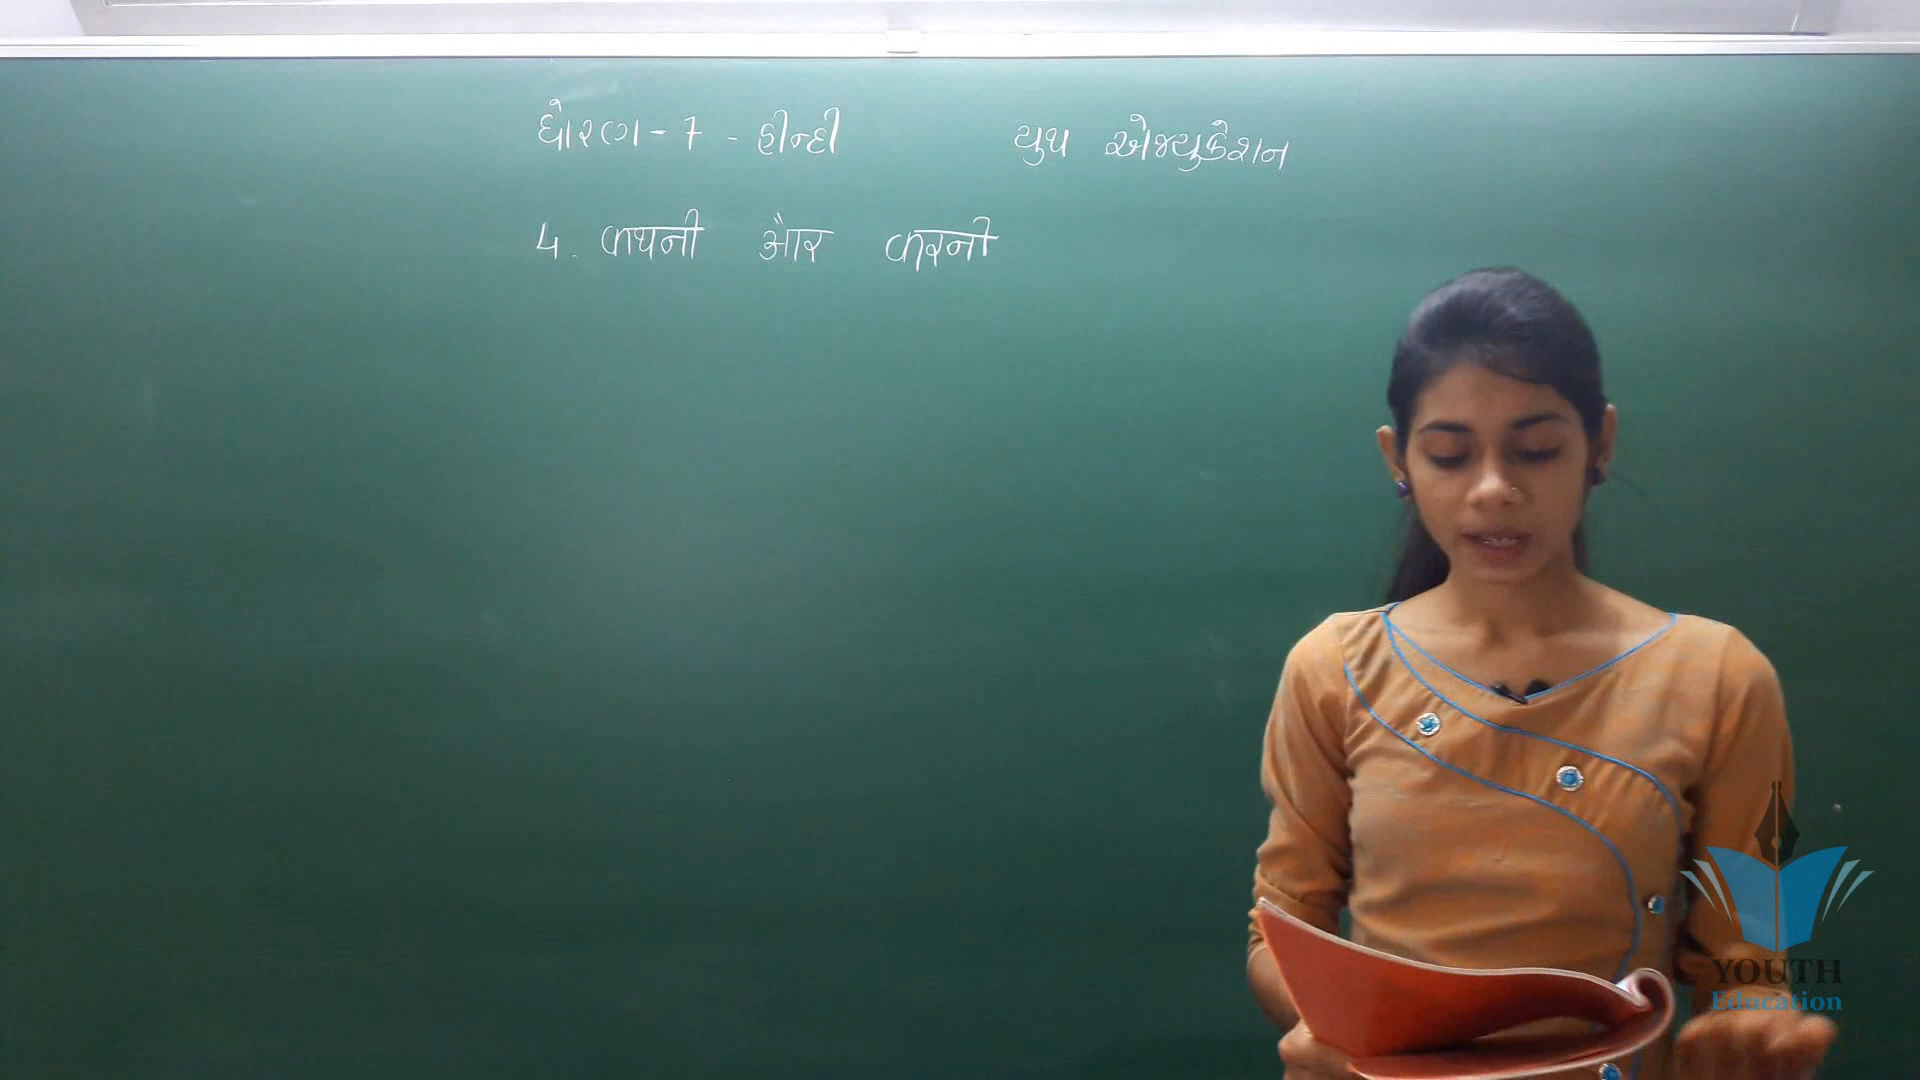 ધોરણ - 7 - હીન્દી યુથ એજ્યુકેશન
4. कथनी और करनी
YOUTH
Education